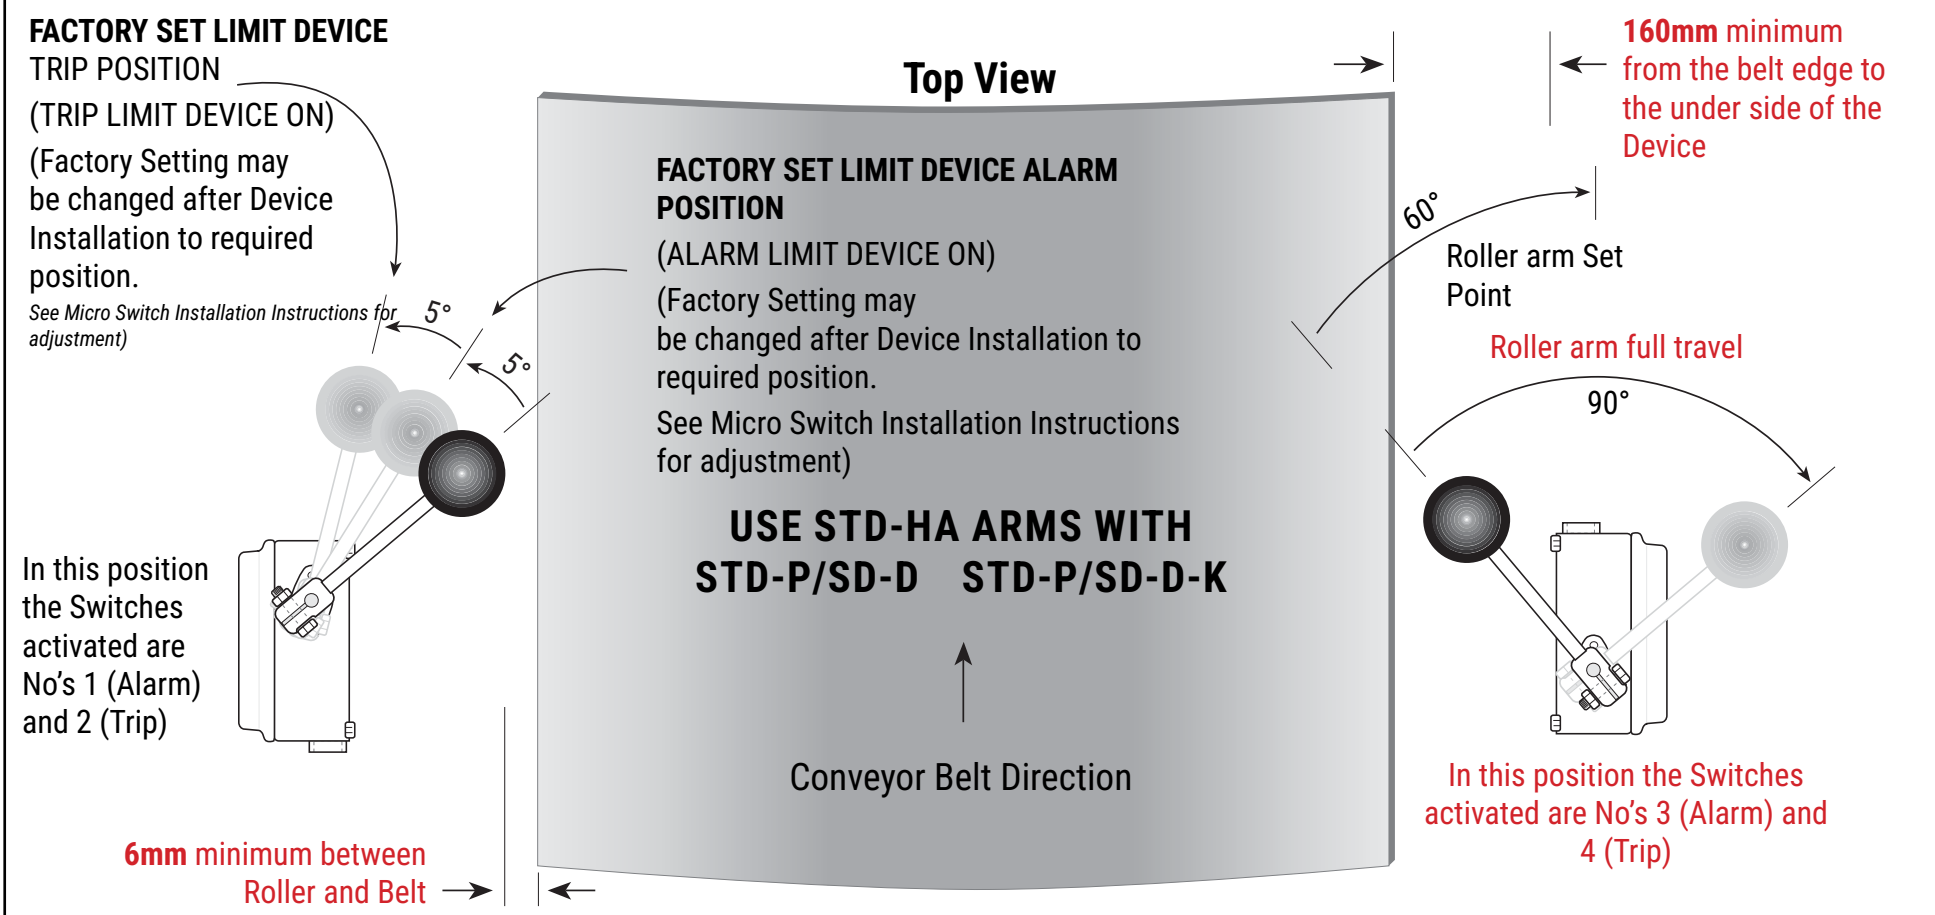 FACTORY SET LIMIT DEVICE
TRIP POSITION
(TRIP LIMIT DEVICE ON)
(Factory Setting may
be changed after Device
Installation to required
position.
See Micro Switch Installation Instructions for
adjustment)
5°
5°
In this position
the Switches
activated are
No's 1 (Alarm)
and 2 (Trip)
6mm minimum between
Roller and Belt
Top View
FACTORY SET LIMIT DEVICE ALARM
POSITION
(ALARM LIMIT DEVICE ON)
(Factory Setting may
be changed after Device Installation to
required position.
See Micro Switch Installation Instructions
for adjustment)
USE STD-HA ARMS WITH
STD-P/SD-D STD-P/SD-D-K
Conveyor Belt Direction
160mm minimum
from the belt edge to
the under side of the
Device
60°
Roller arm Set
Point
Roller arm full travel
90°
In this position the Switches
activated are No's 3 (Alarm) and
4 (Trip)